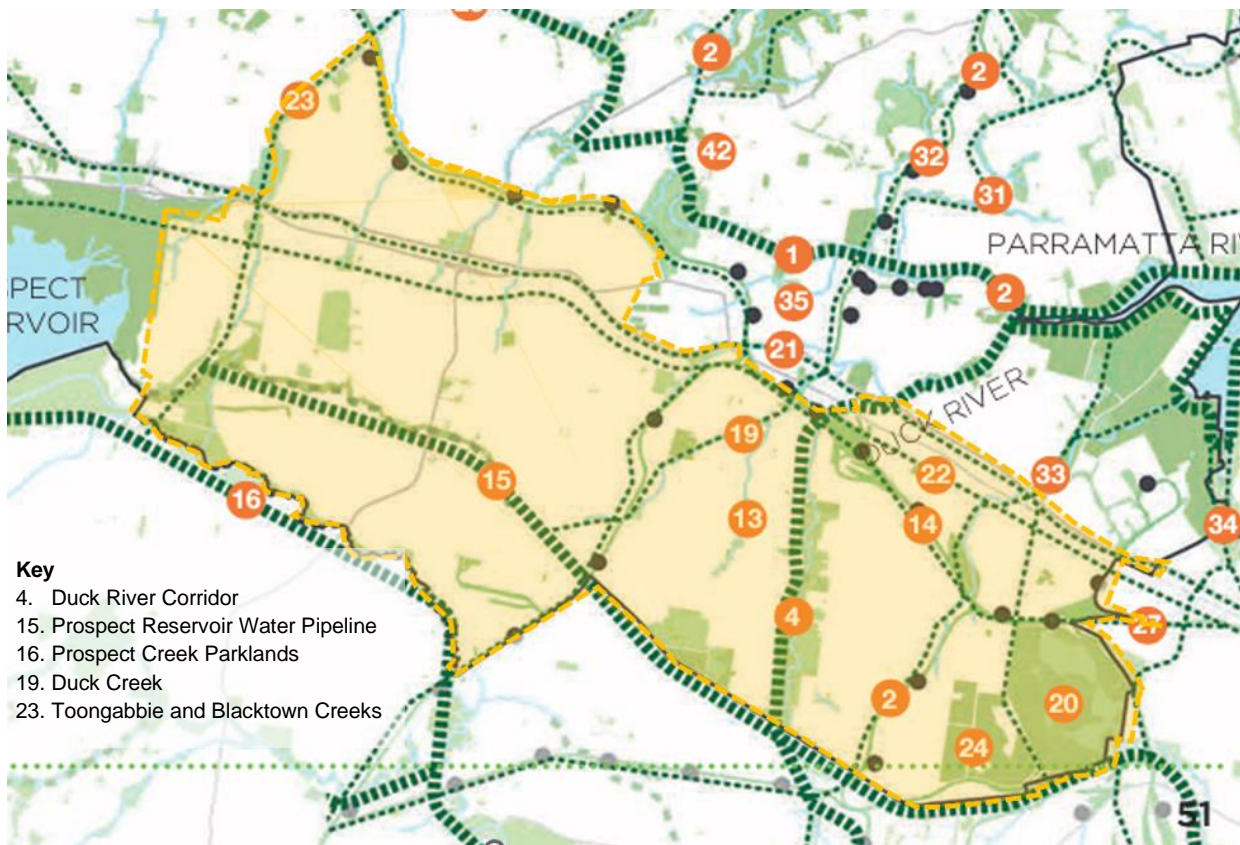 2
2
23
42
32
31
PARRAMATTA RI
1
2
35
SPECT
RVOIR
21
DUCK RIVER
19
22
33
15
16
13
14
34
Key
4. Duck River Corridor
15. Prospect Reservoir Water Pipeline
16. Prospect Creek Parklands
19. Duck Creek
23. Toongabbie and Blacktown Creeks
4
27
2
20
24
51